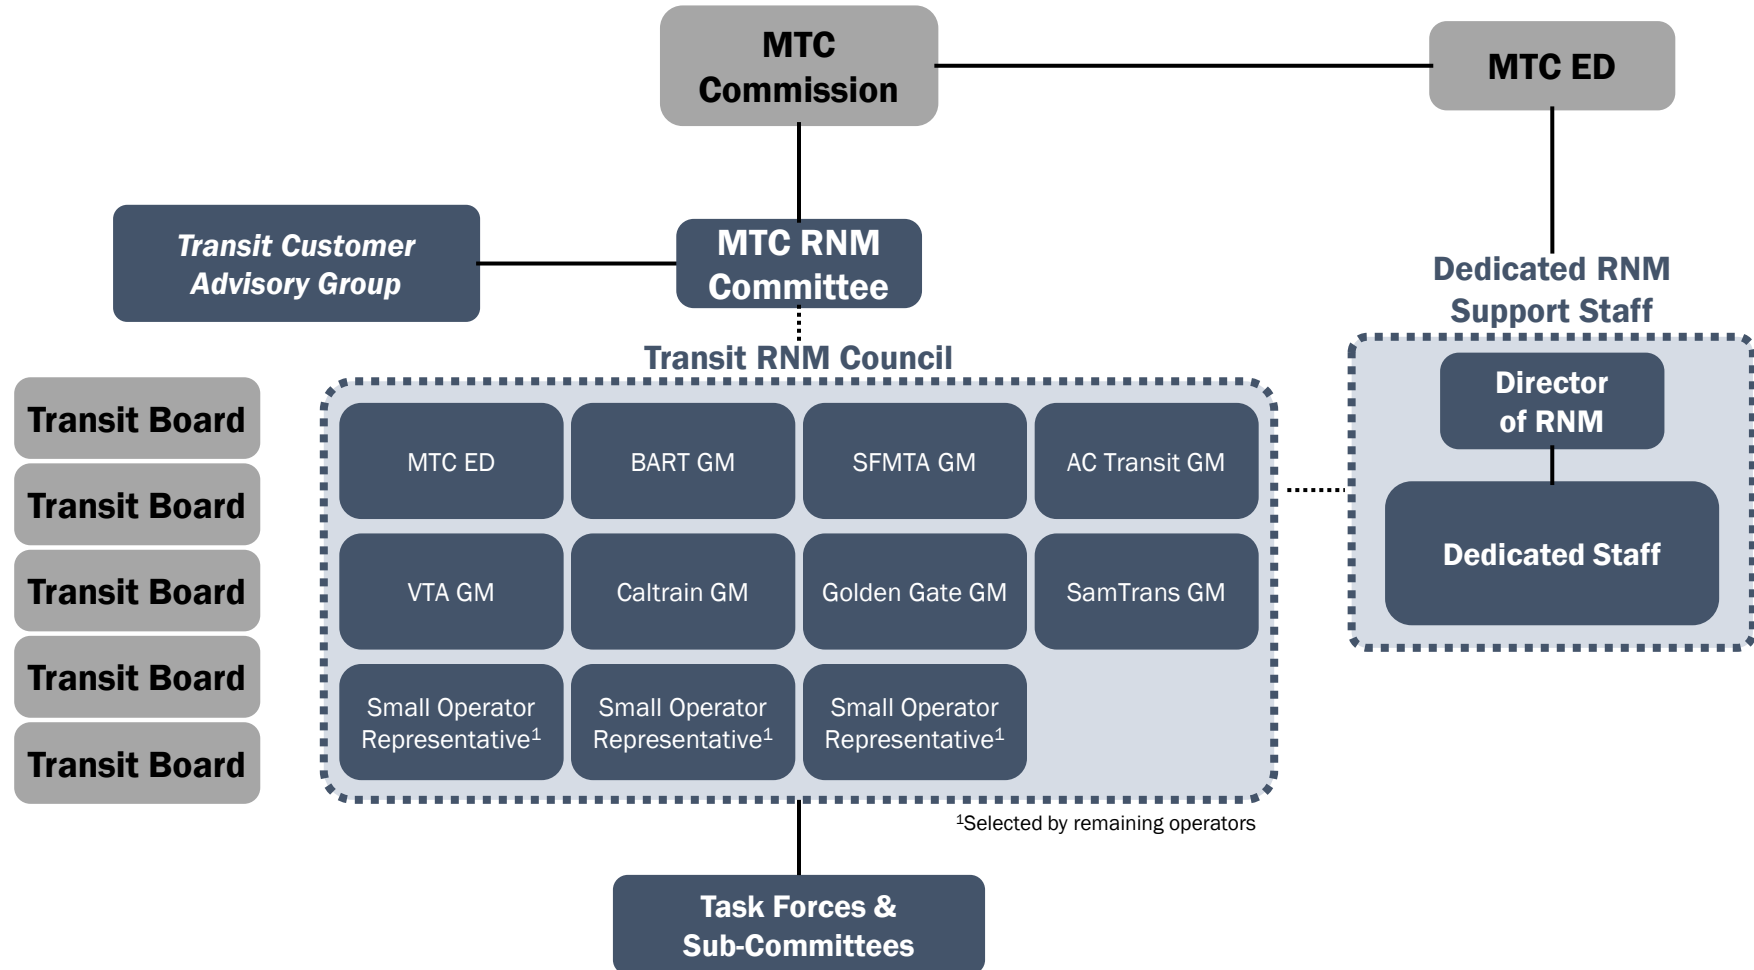 MTC
Commission
MTC ED
Transit Customer
Advisory Group
MTC RNM
Committee
Dedicated RNM
Support Staff
Transit RNM Council
Director
of RNM
Dedicated Staff
Transit Board
Transit Board
Transit Board
Transit Board
Transit Board
MTC ED
BART GM
SFMTA GM
AC Transit GM
VTA GM
Caltrain GM
Golden Gate GM
SamTrans GM
Small Operator
Representative¹
Small Operator
Representative¹
Small Operator
Representative¹
¹Selected by remaining operators
Task Forces &
Sub-Committees